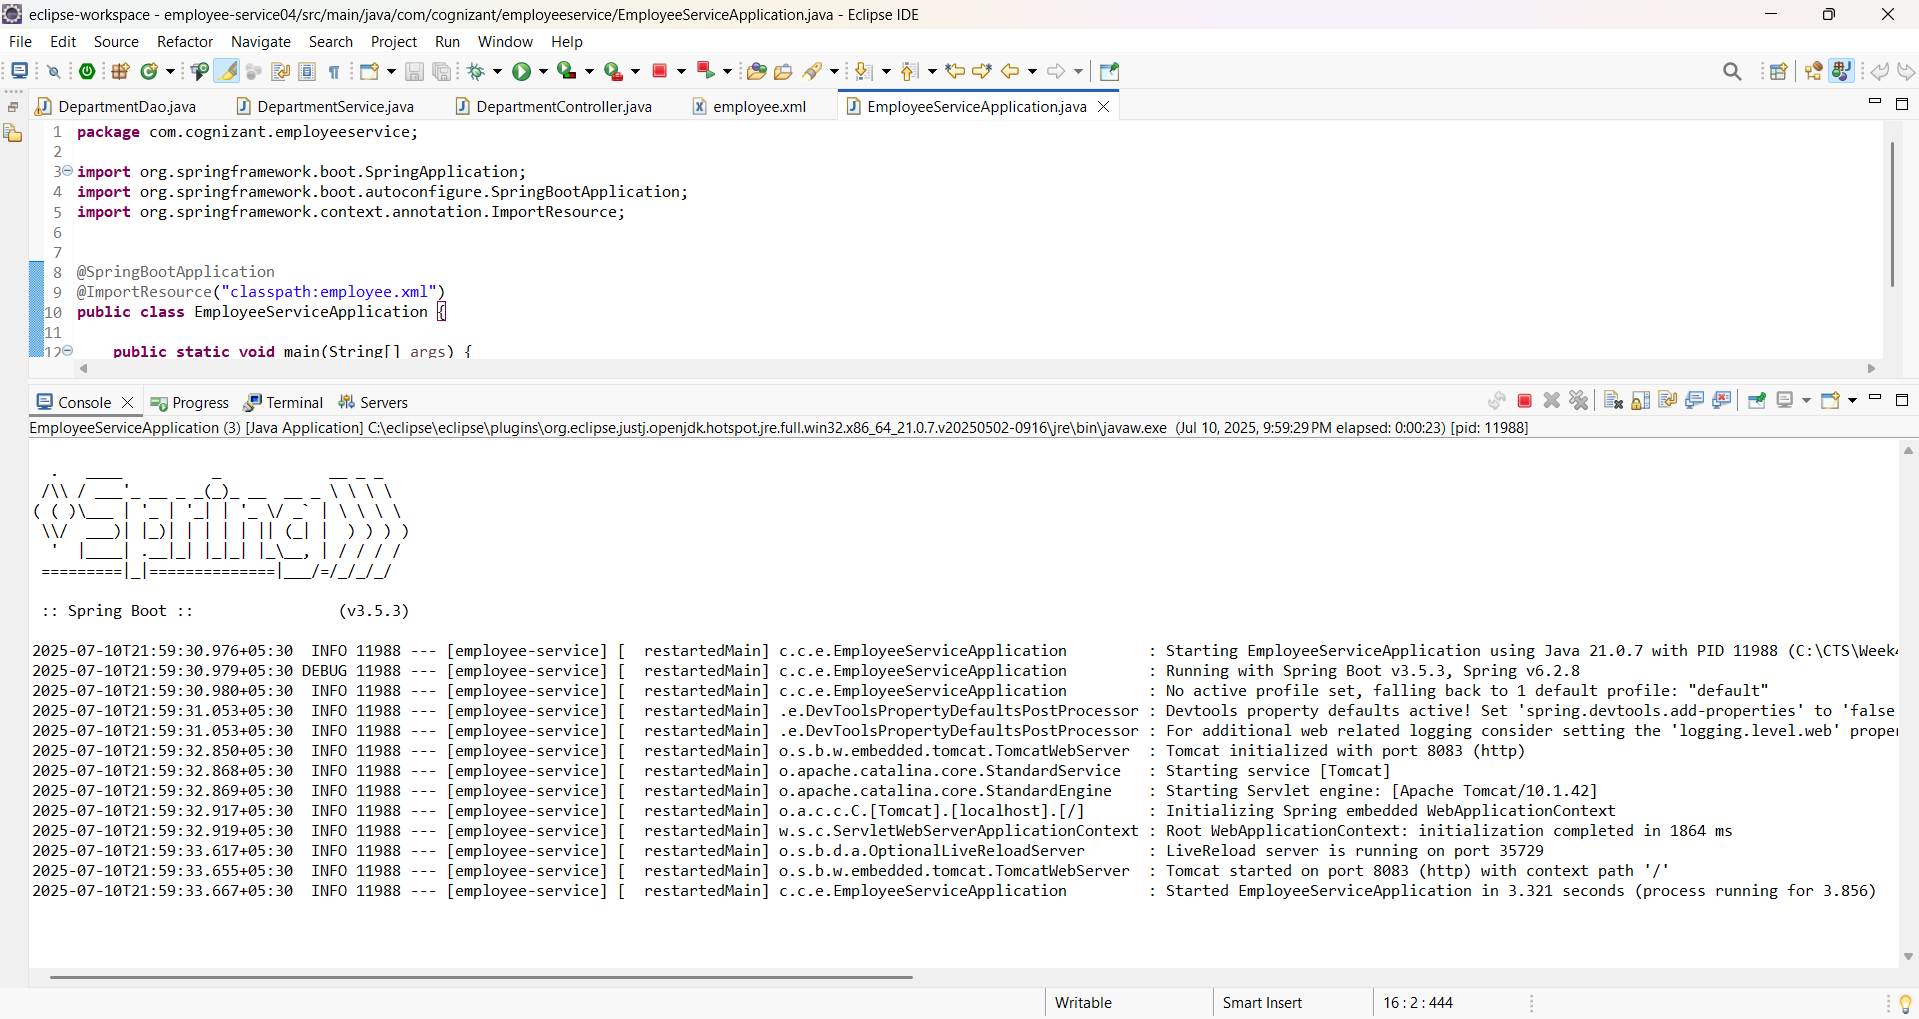 eclipse-workspace - employee-service04/src/main/java/com/cognizant/employeeservice/EmployeeServiceApplication.java - Eclipse IDE
File Edit Source Refactor Navigate Search Project Run Window Help
DepartmentDao.java DepartmentService.java DepartmentController.java employee.xml EmployeeServiceApplication.java
1 package com.cognizant.employeeservice;
2
3 import org.springframework.boot.SpringApplication;
4 import org.springframework.boot.autoconfigure.SpringBootApplication;
5 import org.springframework.context.annotation.ImportResource;
6
7
8 @SpringBootApplication
9 @ImportResource("classpath:employee.xml")
10 public class EmployeeServiceApplication {
11
12 public static void main(String[] args) {
Console Progress Terminal Servers
EmployeeServiceApplication (3) [Java Application] C:\eclipse\eclipse\plugins\org.eclipse.justj.openjdk.hotspot.jre.full.win32.x86_64_21.0.7.v20250502-0916\jre\bin\javaw.exe (Jul 10, 2025, 9:59:29 PM elapsed: 0:00:23) [pid: 11988]
Spring
:: Spring Boot :: (v3.5.3)
2025-07-10T21:59:30.976+05:30 INFO 11988 --- [employee-service] [ restartedMain] c.c.e.EmployeeServiceApplication : Starting EmployeeServiceApplication using Java 21.0.7 with PID 11988 (C:\CTS\Week4
2025-07-10T21:59:30.979+05:30 DEBUG 11988 --- [employee-service] [ restartedMain] c.c.e.EmployeeServiceApplication : Running with Spring Boot v3.5.3, Spring v6.2.8
2025-07-10T21:59:30.980+05:30 INFO 11988 --- [employee-service] [ restartedMain] c.c.e.EmployeeServiceApplication : No active profile set, falling back to 1 default profile: "default"
2025-07-10T21:59:31.053+05:30 INFO 11988 --- [employee-service] [ restartedMain] .e.DevToolsPropertyDefaultsPostProcessor : Devtools property defaults active! Set 'spring.devtools.add-properties' to 'false
2025-07-10T21:59:31.053+05:30 INFO 11988 --- [employee-service] [ restartedMain] .e.DevToolsPropertyDefaultsPostProcessor : For additional web related logging consider setting the 'logging.level.web' proper
2025-07-10T21:59:32.850+05:30 INFO 11988 --- [employee-service] [ restartedMain] o.s.b.w.embedded.tomcat.TomcatWebServer : Tomcat initialized with port 8083 (http)
2025-07-10T21:59:32.868+05:30 INFO 11988 --- [employee-service] [ restartedMain] o.apache.catalina.core.StandardService : Starting service [Tomcat]
2025-07-10T21:59:32.869+05:30 INFO 11988 --- [employee-service] [ restartedMain] o.apache.catalina.core.StandardEngine : Starting Servlet engine: [Apache Tomcat/10.1.42]
2025-07-10T21:59:32.917+05:30 INFO 11988 --- [employee-service] [ restartedMain] o.a.c.c.C.[Tomcat].[localhost].[/] : Initializing Spring embedded WebApplicationContext
2025-07-10T21:59:32.919+05:30 INFO 11988 --- [employee-service] [ restartedMain] w.s.c.ServletWebServerApplicationContext : Root WebApplicationContext: initialization completed in 1864 ms
2025-07-10T21:59:33.617+05:30 INFO 11988 --- [employee-service] [ restartedMain] o.s.b.d.a.OptionalLiveReloadServer : LiveReload server is running on port 35729
2025-07-10T21:59:33.655+05:30 INFO 11988 --- [employee-service] [ restartedMain] o.s.b.w.embedded.tomcat.TomcatWebServer : Tomcat started on port 8083 (http) with context path '/'
2025-07-10T21:59:33.667+05:30 INFO 11988 --- [employee-service] [ restartedMain] c.c.e.EmployeeServiceApplication : Started EmployeeServiceApplication in 3.321 seconds (process running for 3.856)
Writable Smart Insert 16 : 2 : 444